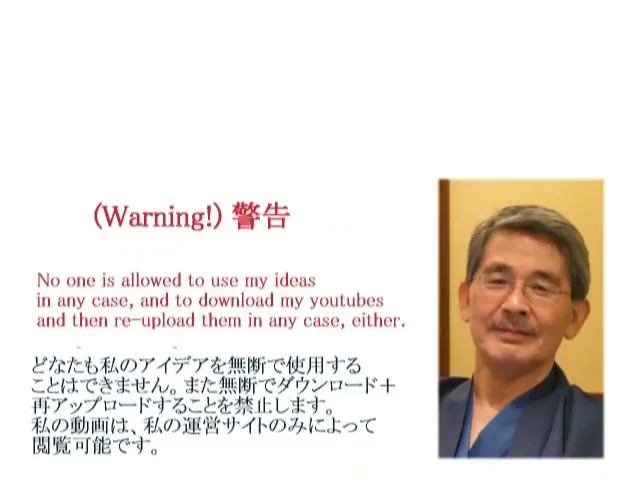 (Warning!) 警告
No one is allowed to use my ideas
in any case, and to download my youtubes
and then re-upload them in any case, either.
どなたも私のアイデアを無断で使用する
ことはできません。また無断でダウンロード＋
再アップロードすることを禁止します。
私の動画は、私の運営サイトのみによって
閲覧可能です。